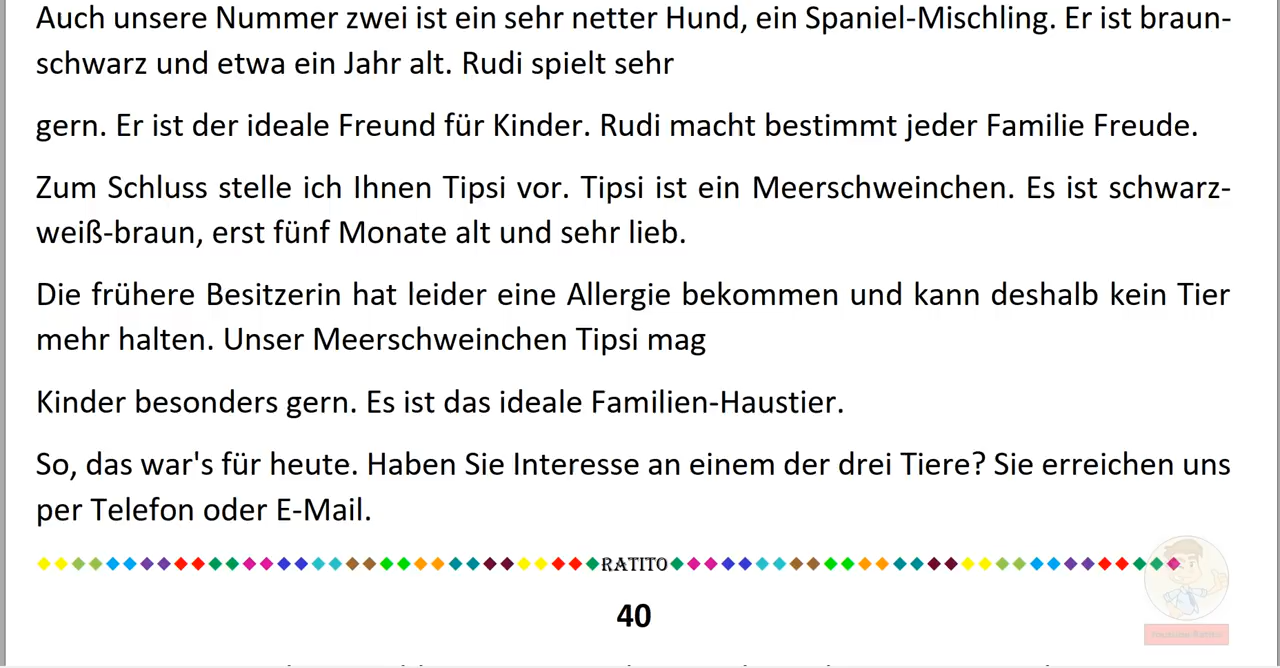 Auch unsere Nummer zwei ist ein sehr netter Hund, ein Spaniel-Mischling. Er ist braun-
schwarz und etwa ein Jahr alt. Rudi spielt sehr
gern. Er ist der ideale Freund für Kinder. Rudi macht bestimmt jeder Familie Freude.
Zum Schluss stelle ich Ihnen Tipsi vor. Tipsi ist ein Meerschweinchen. Es ist schwarz-
weiß-braun, erst fünf Monate alt und sehr lieb.
Die frühere Besitzerin hat leider eine Allergie bekommen und kann deshalb kein Tier
mehr halten. Unser Meerschweinchen Tipsi mag
Kinder besonders gern. Es ist das ideale Familien-Haustier.
So, das war's für heute. Haben Sie Interesse an einem der drei Tiere? Sie erreichen uns
per Telefon oder E-Mail.
RATITO
40